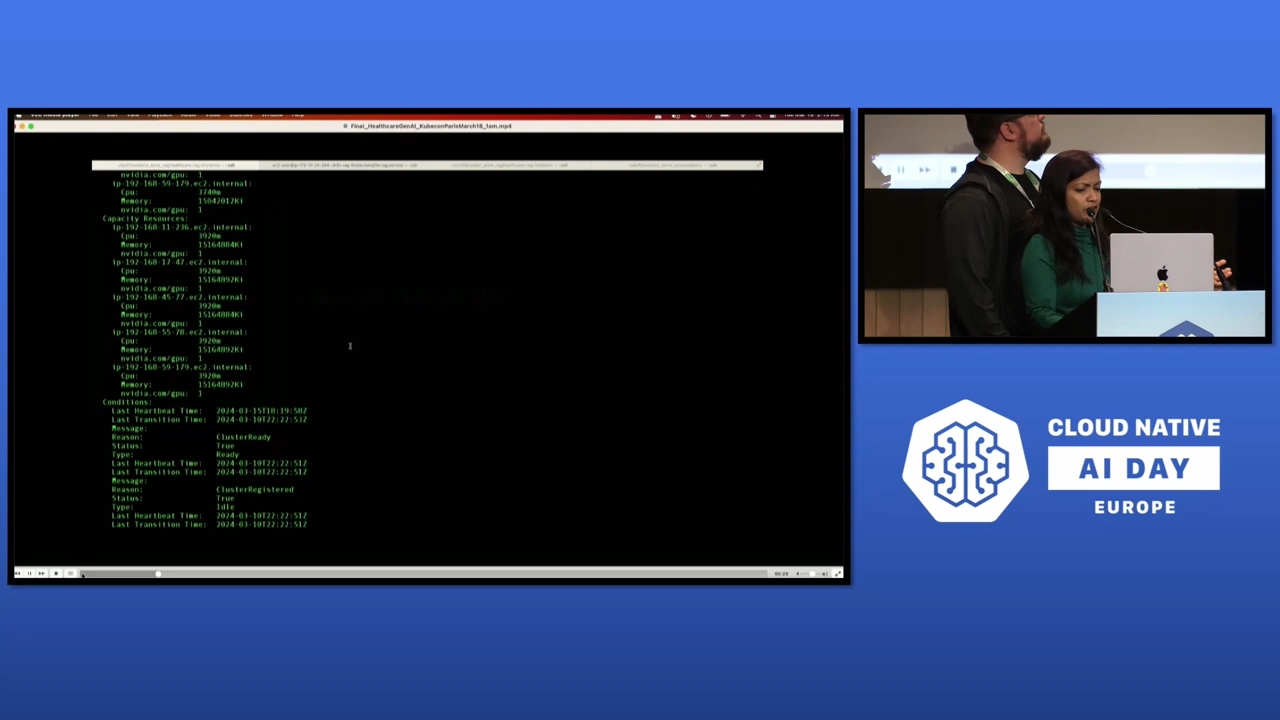 Final_HealthcareGenAI_KubeconParisMarch18_1am.mp4
nvidia.com/gpu: 1
ip-192-168-59-179.ec2.internal:
Cpu: 3740m
Memory: 15042012Ki
nvidia.com/gpu: 1
Capacity Resources:
ip-192-168-11-236.ec2.internal:
Cpu: 3920m
Memory: 15164884Ki
nvidia.com/gpu: 1
ip-192-168-17-47.ec2.internal:
Cpu: 3920m
Memory: 15164892Ki
nvidia.com/gpu: 1
ip-192-168-45-77.ec2.internal:
Cpu: 3920m
Memory: 15164884Ki
nvidia.com/gpu: 1
ip-192-168-55-78.ec2.internal:
Cpu: 3920m
Memory: 15164892Ki
nvidia.com/gpu: 1
ip-192-168-59-179.ec2.internal:
Cpu: 3920m
Memory: 15164892Ki
nvidia.com/gpu: 1
Conditions:
Last Heartbeat Time: 2024-03-15T18:19:50Z
Last Transition Time: 2024-03-10T22:22:53Z
Message:
Reason: ClusterReady
Status: True
Type: Ready
Last Heartbeat Time: 2024-03-10T22:22:51Z
Last Transition Time: 2024-03-10T22:22:51Z
Message:
Reason: ClusterRegistered
Status: True
Type: Idle
Last Heartbeat Time: 2024-03-10T22:22:51Z
Last Transition Time: 2024-03-10T22:22:51Z
CLOUD NATIVE
AI DAY
EUROPE